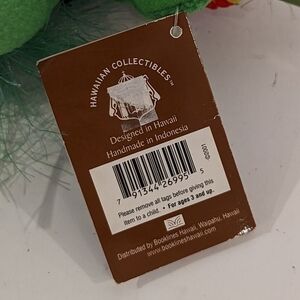 HAWAIIAN COLLECTIBLES™
Designed in Hawaii
Handmade in Indonesia
7 91344 26995 5
Please remove all tags before giving this
item to a child. • For ages 3 and up.
Distributed by Booklines Hawaii, Waipahu, Hawaii
www.booklineshawaii.com